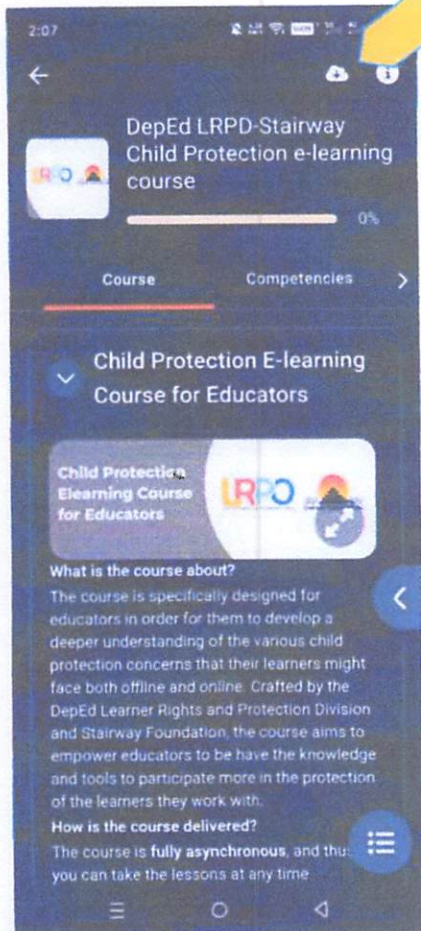 2:07
DepEd LRPD-Stairway
Child Protection e-learning
course
0%
Course
Competencies
Child Protection E-learning
Course for Educators
Child Protection
Elearning Course
for Educators
LRPO
What is the course about?
The course is specifically designed for
educators in order for them to develop a
deeper understanding of the various child
protection concerns that their learners might
face both offline and online. Crafted by the
DepEd Learner Rights and Protection Division
and Stairway Foundation, the course aims to
empower educators to be have the knowledge
and tools to participate more in the protection
of the learners they work with.
How is the course delivered?
The course is fully asynchronous, and thus
you can take the lessons at any time